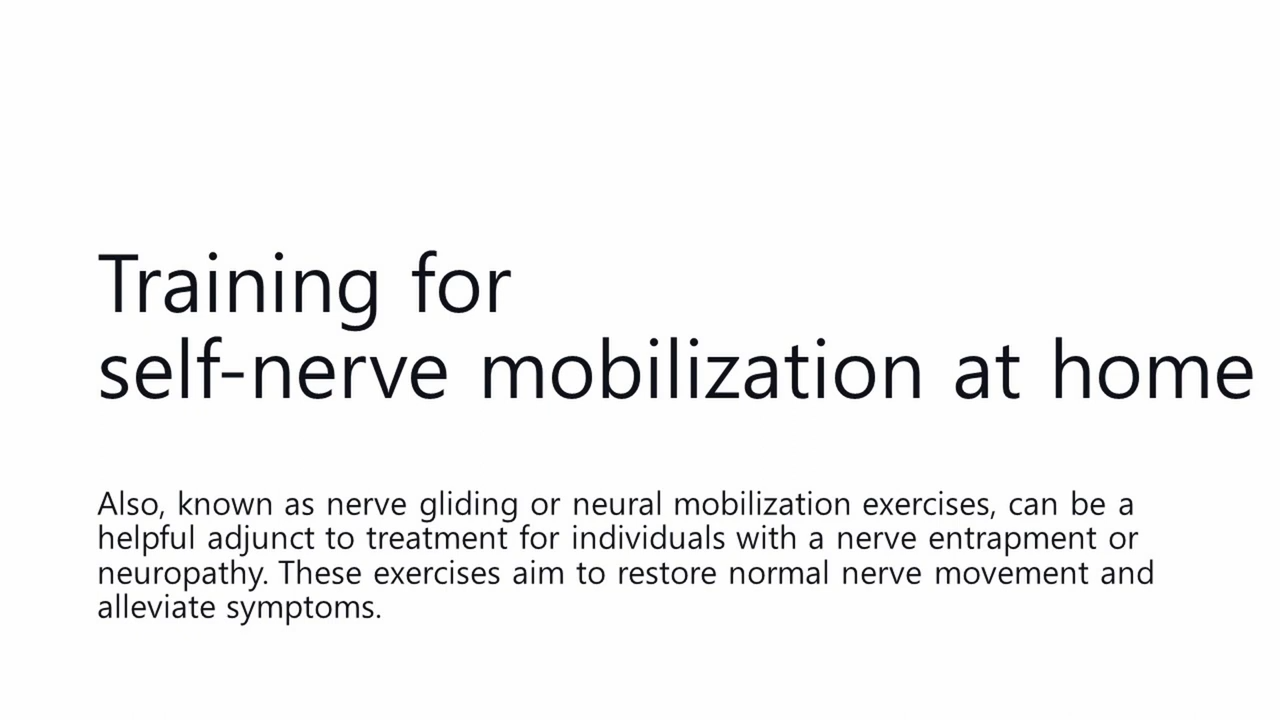 Training for
self-nerve mobilization at home
Also, known as nerve gliding or neural mobilization exercises, can be a
helpful adjunct to treatment for individuals with a nerve entrapment or
neuropathy. These exercises aim to restore normal nerve movement and
alleviate symptoms.